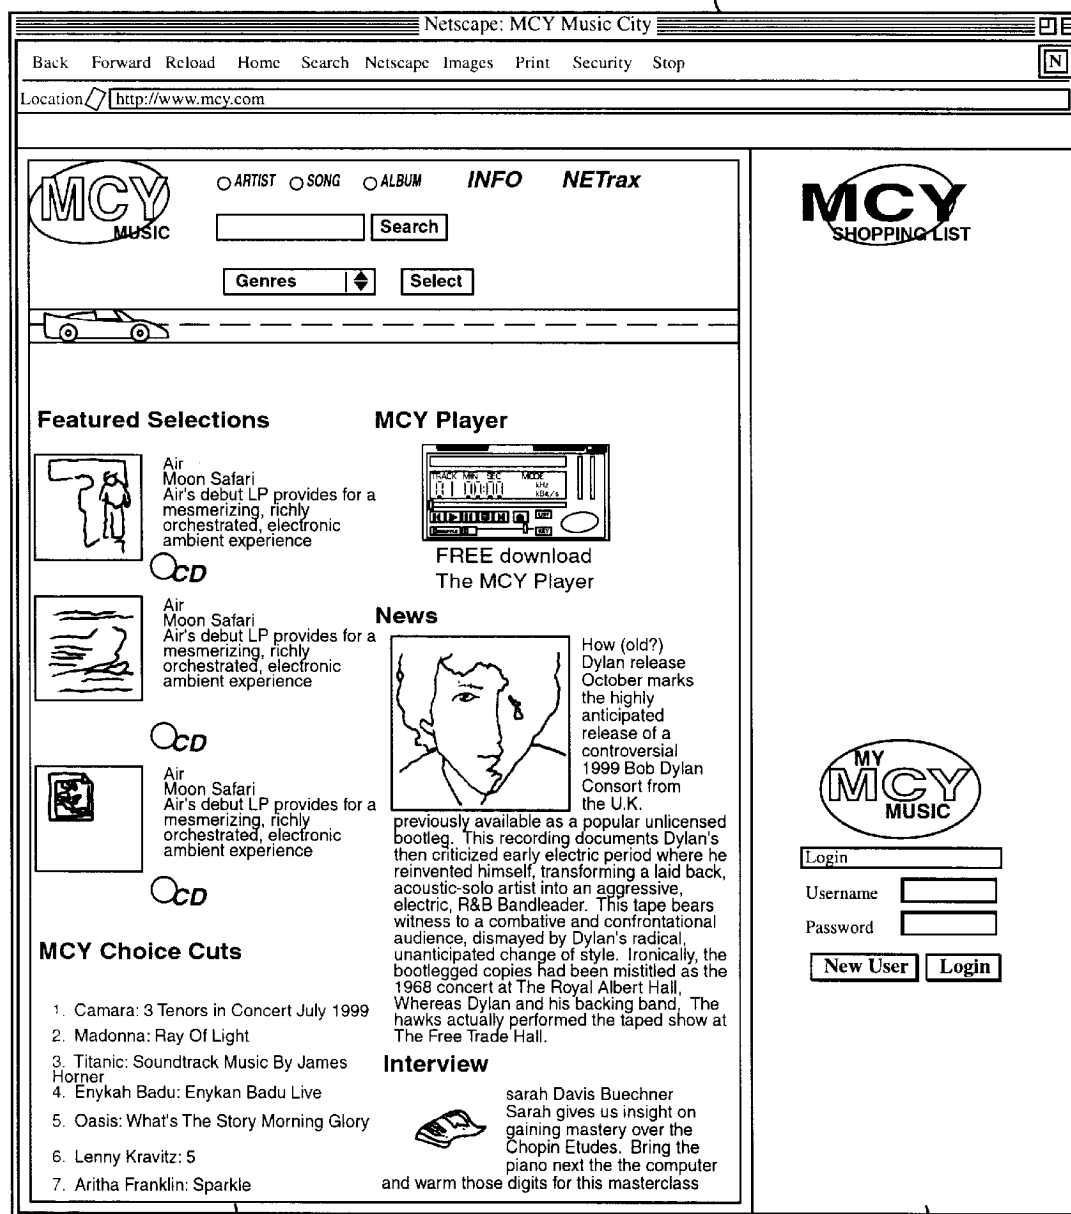 Netscape: MCY Music City
Back Forward Reload Home Search Netscape Images Print Security Stop
N
Location http://www.mcy.com
MCY
MUSIC
ARTIST SONG ALBUM INFO NETrax
Search
Genres Select
MCY
SHOPPING LIST
Featured Selections
Air
Moon Safari
Air's debut LP provides for a
mesmerizing, richly
orchestrated, electronic
ambient experience
CD
Air
Moon Safari
Air's debut LP provides for a
mesmerizing, richly
orchestrated, electronic
ambient experience
CD
Air
Moon Safari
Air's debut LP provides for a
mesmerizing, richly
orchestrated, electronic
ambient experience
CD
MCY Choice Cuts
1. Camara: 3 Tenors in Concert July 1999
2. Madonna: Ray Of Light
3. Titanic: Soundtrack Music By James
Horner
4. Enykah Badu: Enykan Badu Live
5. Oasis: What's The Story Morning Glory
6. Lenny Kravitz: 5
7. Aritha Franklin: Sparkle
MCY Player
TRACK MIN SEC MODE
01 00:00 kHz
LIST
KEY
FREE download
The MCY Player
News
How (old?)
Dylan release
October marks
the highly
anticipated
release of a
controversial
1999 Bob Dylan
Consort from
the U.K.
previously available as a popular unlicensed
bootleg. This recording documents Dylan's
then criticized early electric period where he
reinvented himself, transforming a laid back,
acoustic-solo artist into an aggressive,
electric, R&B Bandleader. This tape bears
witness to a combative and confrontational
audience, dismayed by Dylan's radical,
unanticipated change of style. Ironically, the
bootlegged copies had been mistitled as the
1968 concert at The Royal Albert Hall,
Whereas Dylan and his backing band, The
hawks actually performed the taped show at
The Free Trade Hall.
Interview
sarah Davis Buechner
Sarah gives us insight on
gaining mastery over the
Chopin Etudes. Bring the
piano next the the computer
and warm those digits for this masterclass
MY
MCY
MUSIC
Login
Username
Password
New User Login